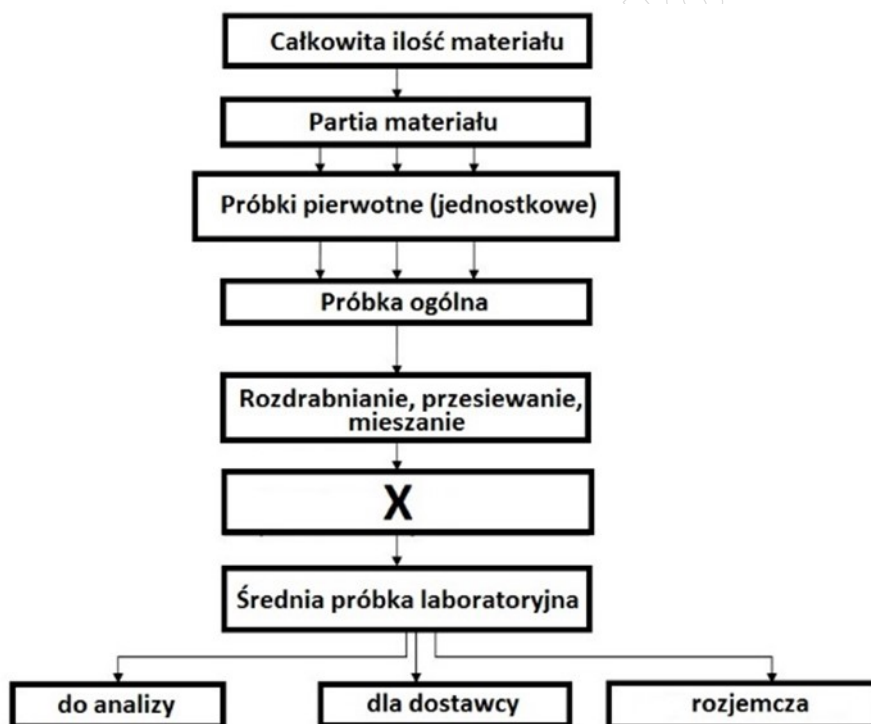 Całkowita ilość materiału
Partia materiału
Próbki pierwotne (jednostkowe)
Próbka ogólna
Rozdrabnianie, przesiewanie,
mieszanie
X
Średnia próbka laboratoryjna
do analizy
dla dostawcy
rozjemcza